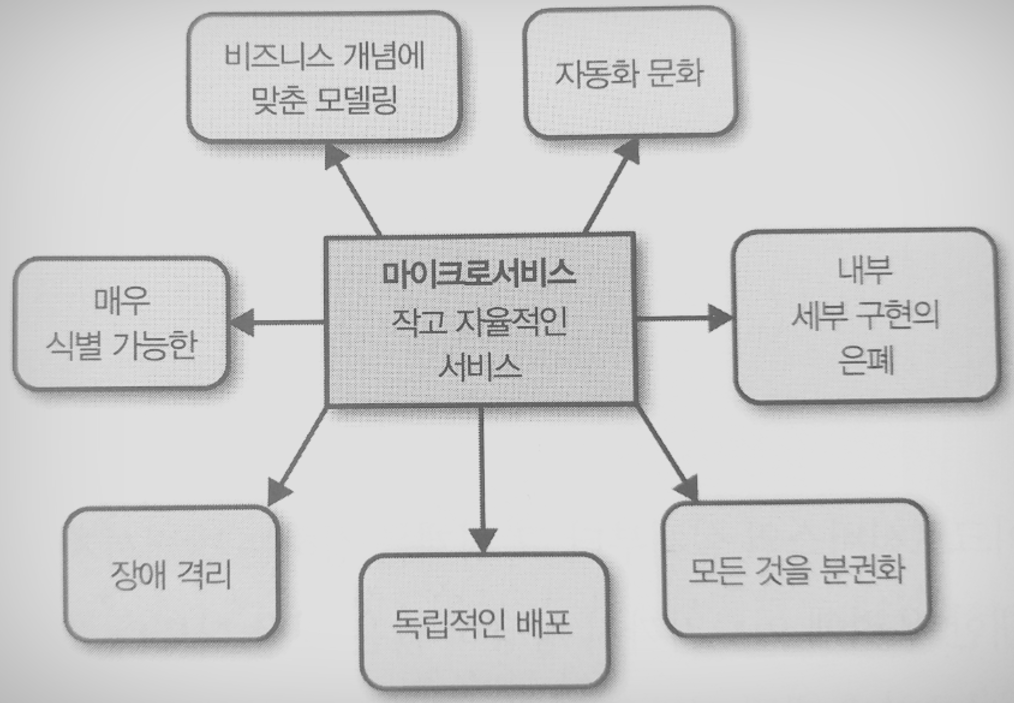 비즈니스 개념에
맞춘 모델링
자동화 문화
마이크로서비스
작고 자율적인
서비스
매우
식별 가능한
내부
세부 구현의
은폐
장애 격리
독립적인 배포
모든 것을 분권화